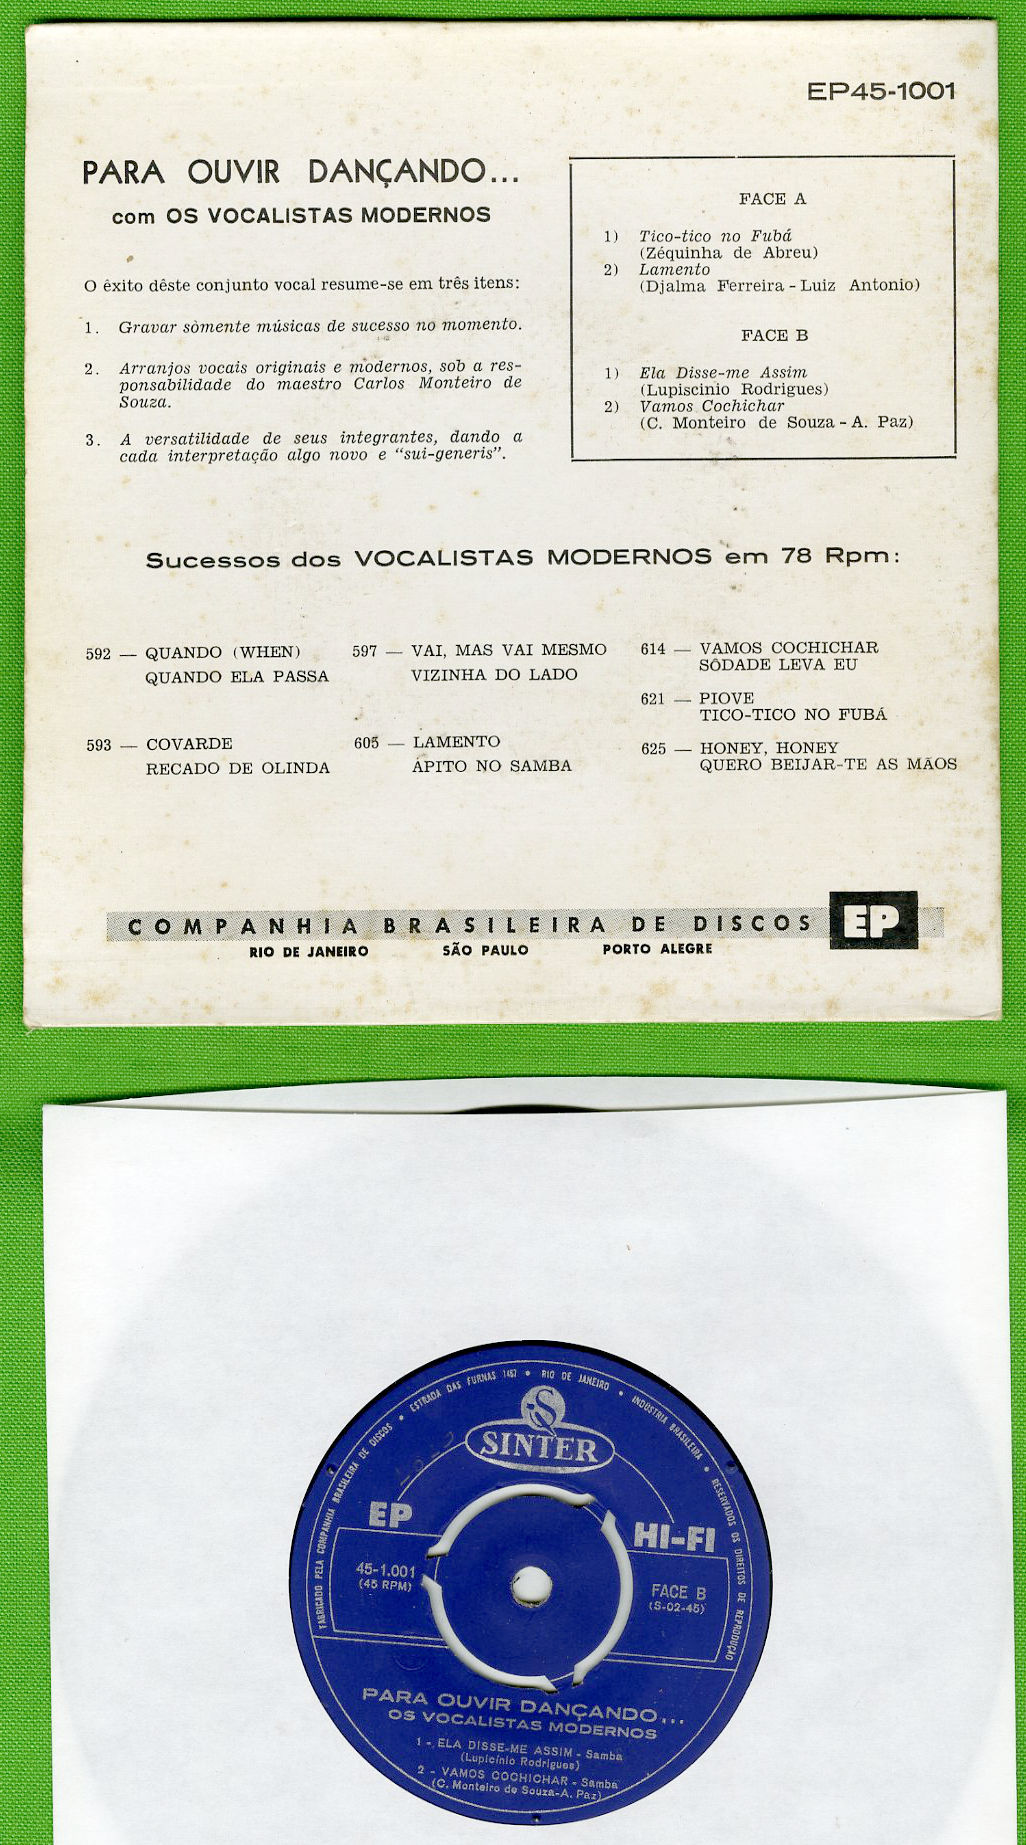 EP45-1001
PARA OUVIR DANÇANDO...
com OS VOCALISTAS MODERNOS
O êxito dêste conjunto vocal resume-se em três itens:
1. Gravar sòmente músicas de sucesso no momento.
2. Arranjos vocais originais e modernos, sob a res-
ponsabilidade do maestro Carlos Monteiro de
Souza.
3. A versatilidade de seus integrantes, dando a
cada interpretação algo novo e “sui-generis”.
FACE A
1) Tico-tico no Fubá
(Zéquinha de Abreu)
2) Lamento
(Djalma Ferreira - Luiz Antonio)
FACE B
1) Ela Disse-me Assim
(Lupiscinio Rodrigues)
2) Vamos Cochichar
(C. Monteiro de Souza - A. Paz)
Sucessos dos VOCALISTAS MODERNOS em 78 Rpm:
592 — QUANDO (WHEN)
QUANDO ELA PASSA
593 — COVARDE
RECADO DE OLINDA
597 — VAI, MAS VAI MESMO
VIZINHA DO LADO
605 — LAMENTO
APITO NO SAMBA
614 — VAMOS COCHICHAR
SÔDADE LEVA EU
621 — PIOVE
TICO-TICO NO FUBÁ
625 — HONEY, HONEY
QUERO BEIJAR-TE AS MÃOS
COMPANHIA BRASILEIRA DE DISCOS EP
RIO DE JANEIRO SÃO PAULO PORTO ALEGRE
FABRICADO PELA COMPANHIA BRASILEIRA DE DISCOS • ESTRADA DAS FURNAS 1457 • RIO DE JANEIRO • INDUSTRIA BRASILEIRA • RESERVADOS OS DIREITOS DE REPRODUÇÃO
S
SINTER
EP
HI-FI
45-1.001
(45 RPM)
FACE B
(S-02-45)
PARA OUVIR DANÇANDO...
OS VOCALISTAS MODERNOS
1 - ELA DISSE-ME ASSIM - Samba
(Lupicínio Rodrigues)
2 - VAMOS COCHICHAR - Samba
(C. Monteiro de Souza-A. Paz)